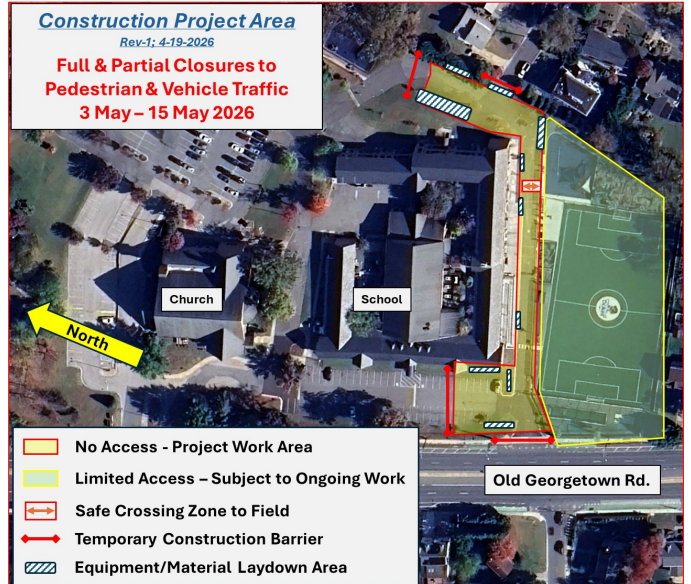 Construction Project Area
Rev-1; 4-19-2026
Full & Partial Closures to
Pedestrian & Vehicle Traffic
3 May – 15 May 2026
Church
School
North
No Access - Project Work Area
Limited Access – Subject to Ongoing Work
Old Georgetown Rd.
Safe Crossing Zone to Field
Temporary Construction Barrier
Equipment/Material Laydown Area